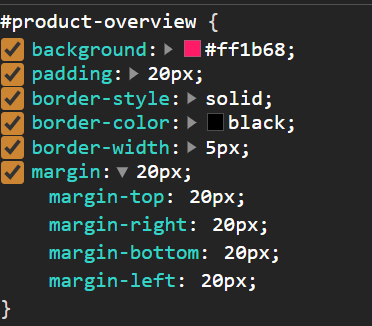 #product-overview {
background: #ff1b68;
padding: 20px;
border-style: solid;
border-color: black;
border-width: 5px;
margin: 20px;
margin-top: 20px;
margin-right: 20px;
margin-bottom: 20px;
margin-left: 20px;
}